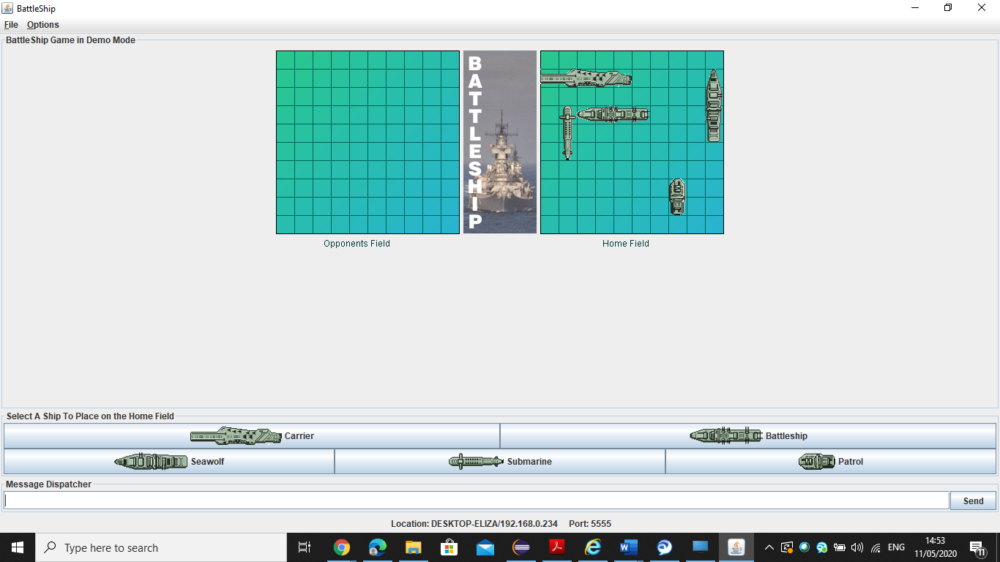 BattleShip
File Options
BattleShip Game in Demo Mode
BATTLESHIP
Opponents Field
Home Field
Select A Ship To Place on the Home Field
Carrier
Battleship
Seawolf
Submarine
Patrol
Message Dispatcher
Send
Location: DESKTOP-ELIZA/192.168.0.234 Port: 5555
Type here to search
ENG
14:53
11/05/2020
11